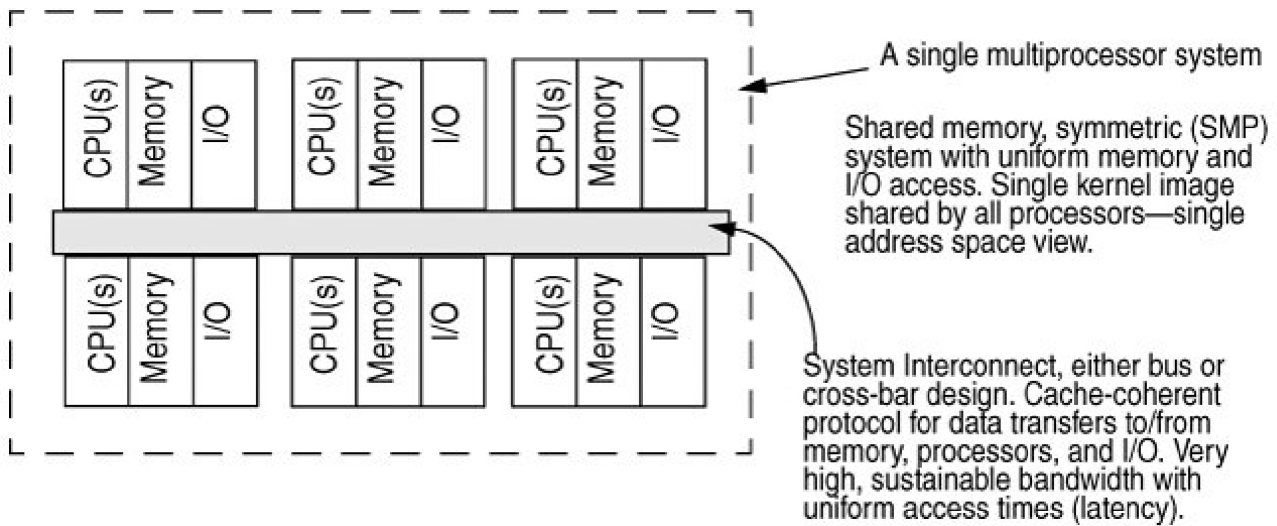 CPU(s)
Memory
I/O
CPU(s)
Memory
I/O
CPU(s)
Memory
I/O
CPU(s)
Memory
I/O
CPU(s)
Memory
I/O
CPU(s)
Memory
I/O
A single multiprocessor system
Shared memory, symmetric (SMP)
system with uniform memory and
I/O access. Single kernel image
shared by all processors—single
address space view.
System Interconnect, either bus or
cross-bar design. Cache-coherent
protocol for data transfers to/from
memory, processors, and I/O. Very
high, sustainable bandwidth with
uniform access times (latency).